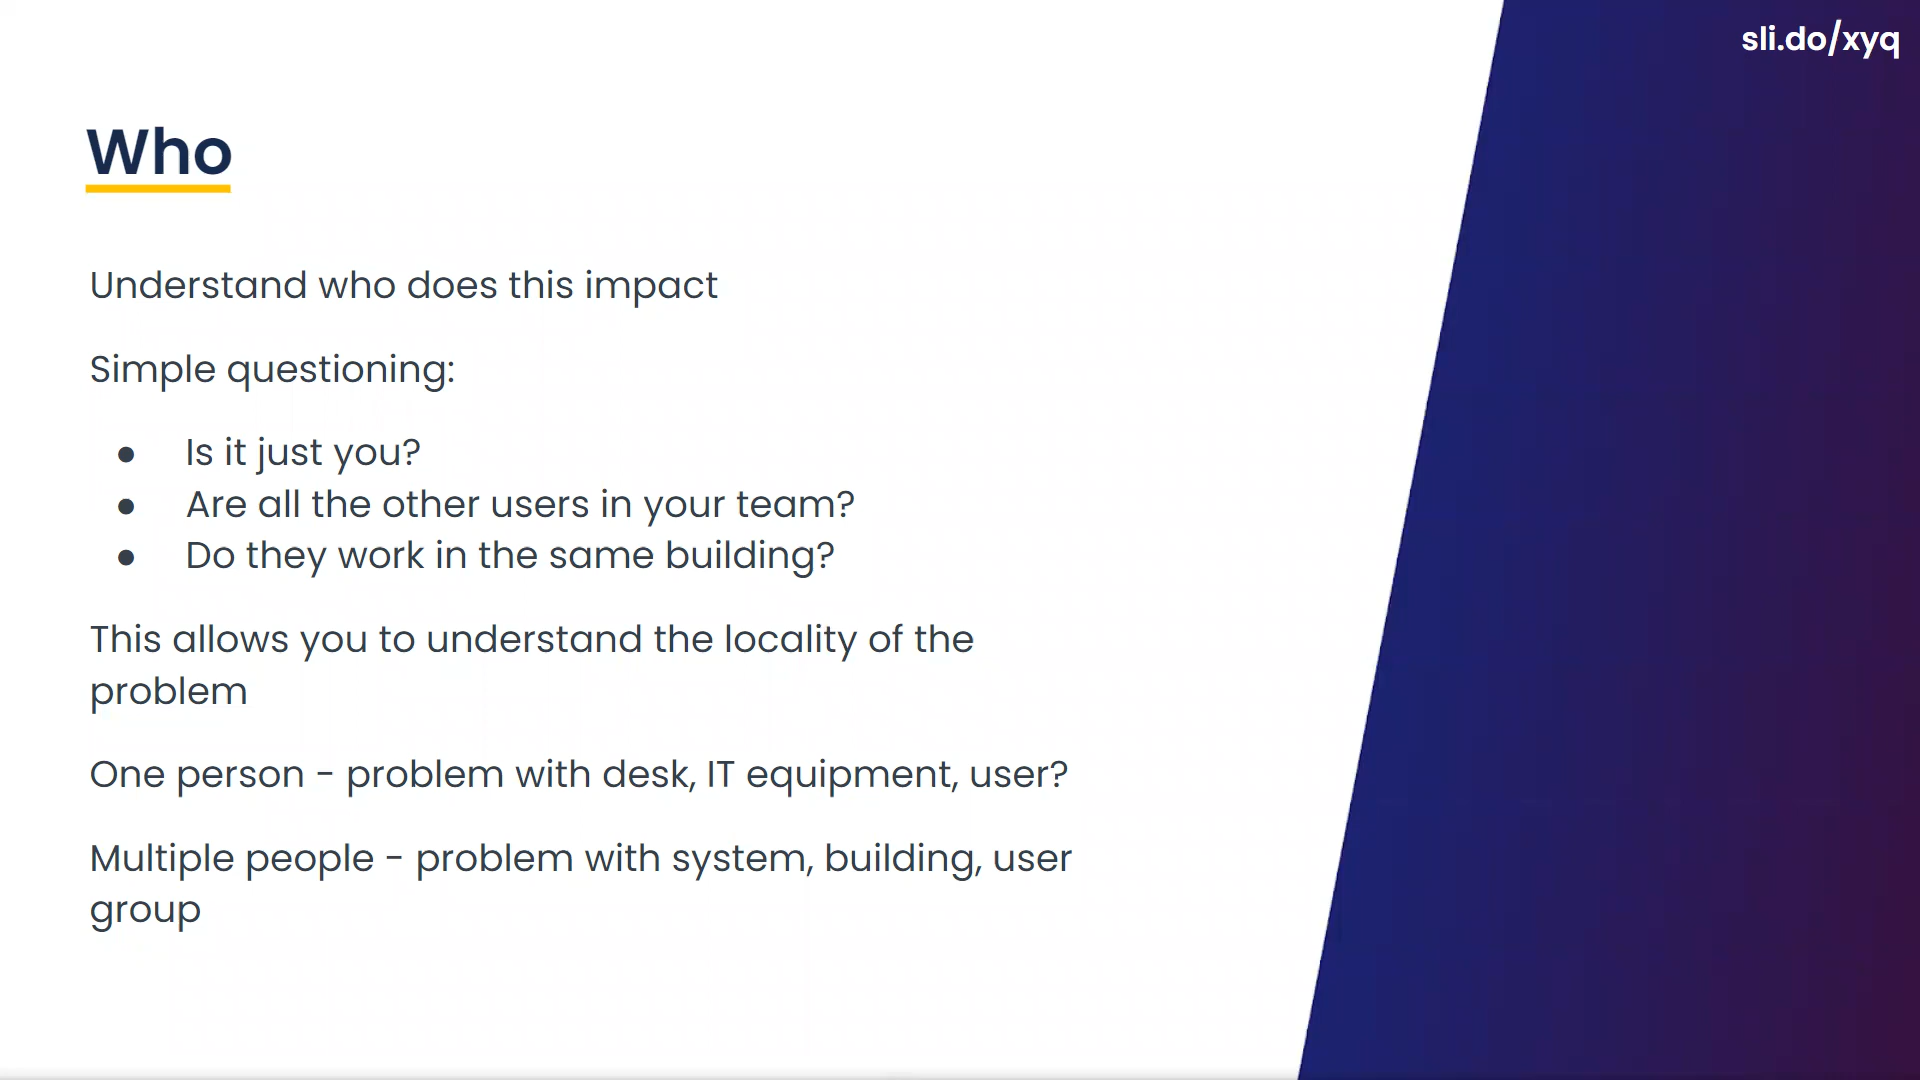 sli.do/xyq
Who
Understand who does this impact
Simple questioning:
● Is it just you?
● Are all the other users in your team?
● Do they work in the same building?
This allows you to understand the locality of the
problem
One person - problem with desk, IT equipment, user?
Multiple people - problem with system, building, user
group